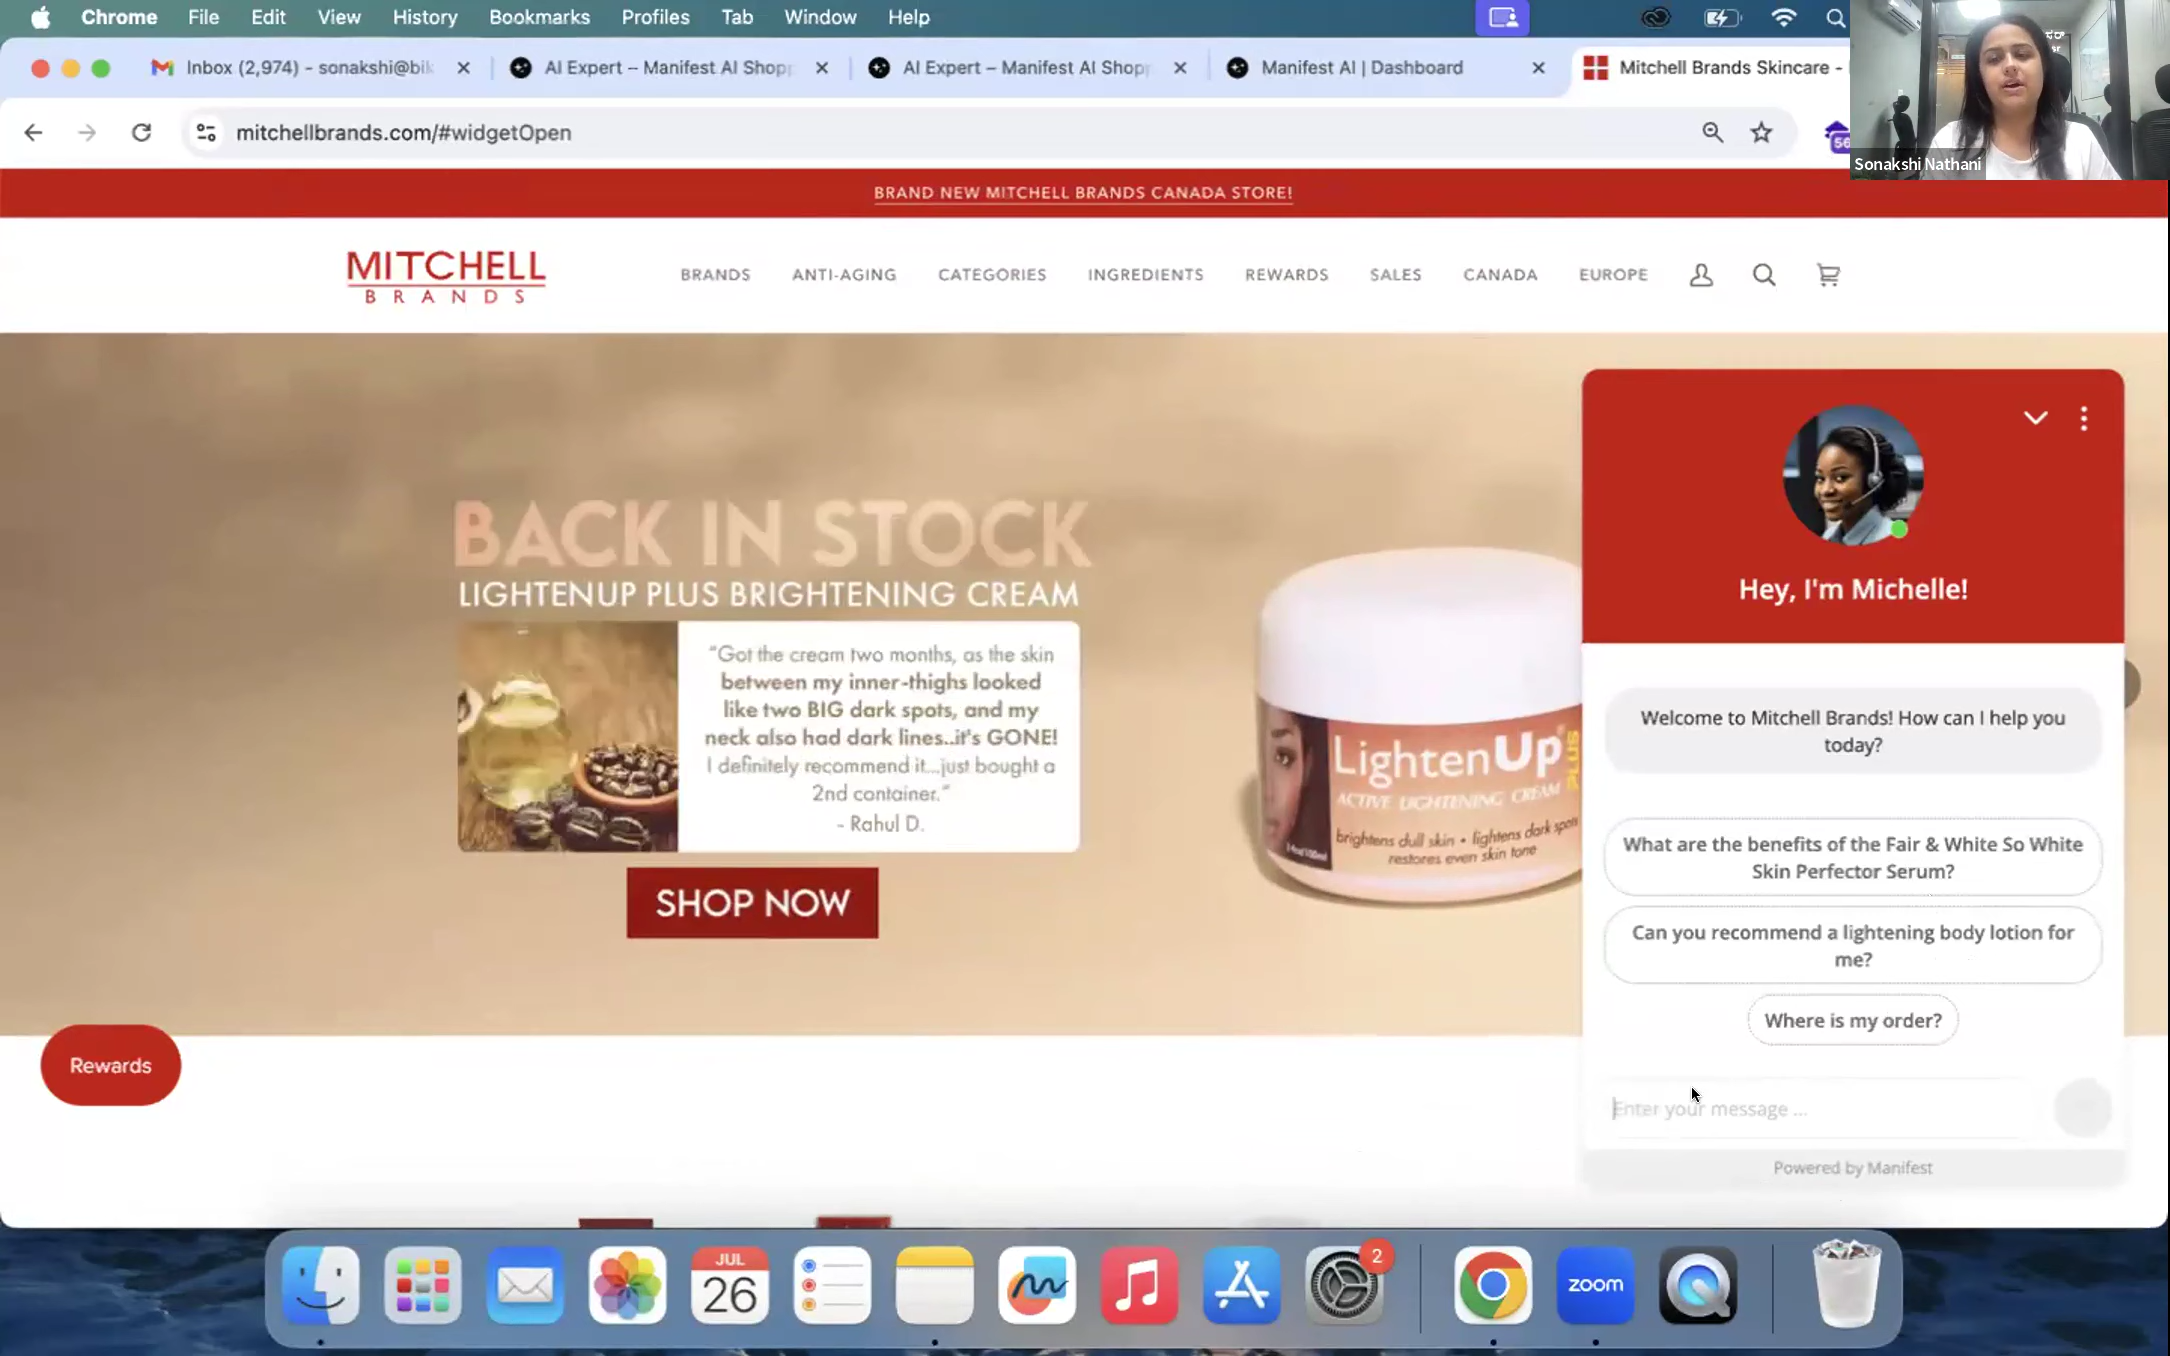 Chrome File Edit View History Bookmarks Profiles Tab Window Help
Inbox (2,974) - sonakshi@bik
AI Expert – Manifest AI Shopp
AI Expert – Manifest AI Shopp
Manifest AI | Dashboard
Mitchell Brands Skincare -
mitchellbrands.com/#widgetOpen
56
Sonakshi Nathani
BRAND NEW MITCHELL BRANDS CANADA STORE!
MITCHELL
BRANDS
BRANDS ANTI-AGING CATEGORIES INGREDIENTS REWARDS SALES CANADA EUROPE
BACK IN STOCK
LIGHTENUP PLUS BRIGHTENING CREAM
"Got the cream two months, as the skin
between my inner-thighs looked
like two BIG dark spots, and my
neck also had dark lines..it's GONE!
I definitely recommend it...just bought a
2nd container."
- Rahul D.
SHOP NOW
LightenUp
PLUS
ACTIVE LIGHTENING CREAM
brightens dull skin • lightens dark spots
restores even skin tone
Hey, I'm Michelle!
Welcome to Mitchell Brands! How can I help you
today?
What are the benefits of the Fair & White So White
Skin Perfector Serum?
Can you recommend a lightening body lotion for
me?
Where is my order?
Enter your message ...
Powered by Manifest
Rewards
JUL
26
2
zoom